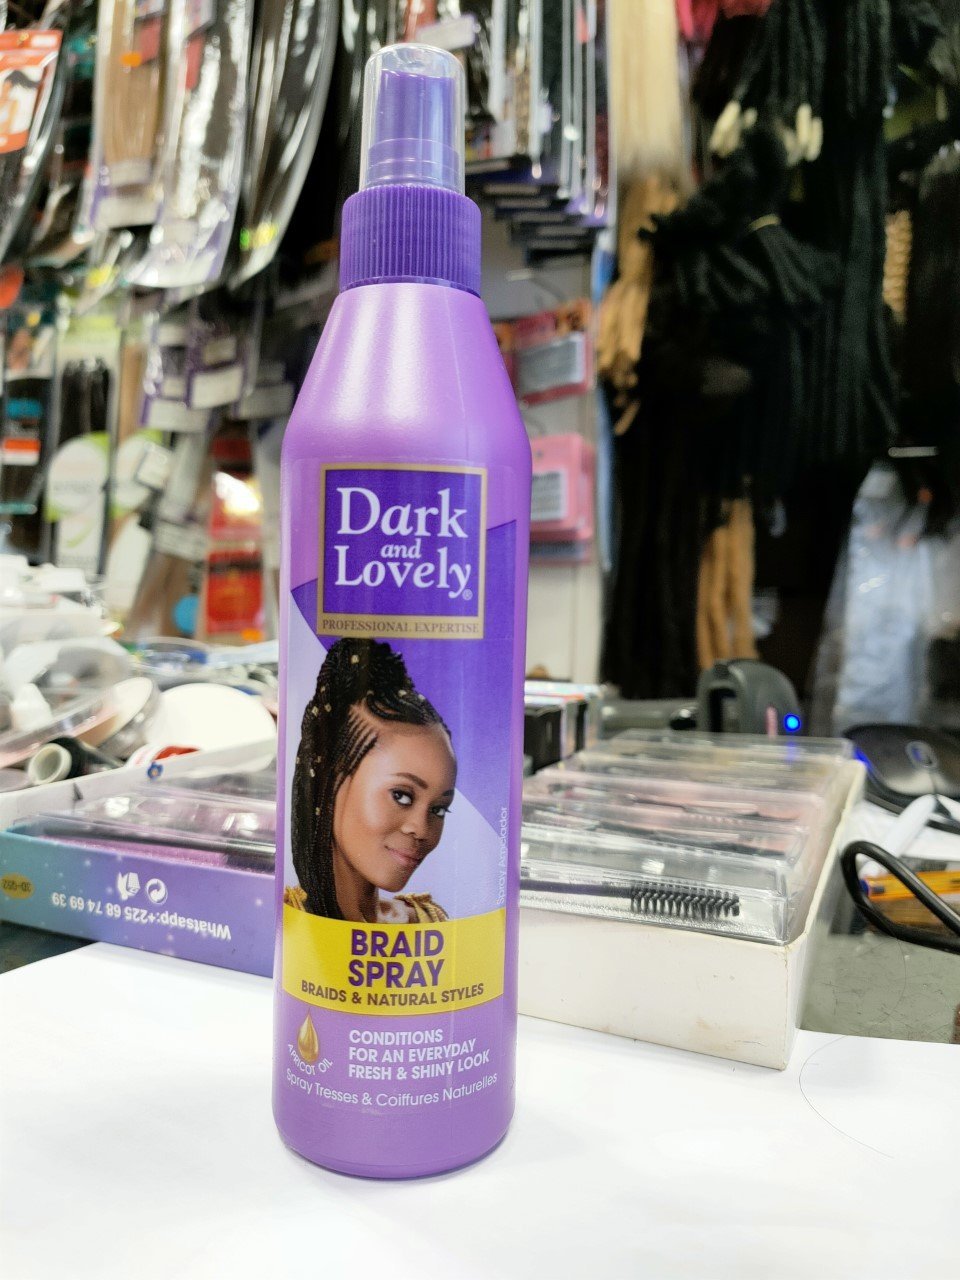 Dark
and
Lovely®
PROFESSIONAL EXPERTISE
BRAID
SPRAY
BRAIDS & NATURAL STYLES
APRICOT OIL
CONDITIONS
FOR AN EVERYDAY
FRESH & SHINY LOOK
Spray Tresses & Coiffures Naturelles
Whatsapp:+225 68 74 69 39